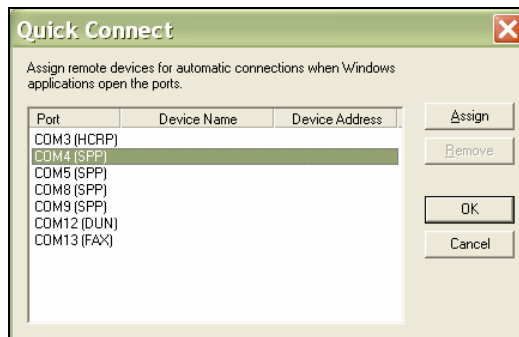 Quick Connect
Assign remote devices for automatic connections when Windows
applications open the ports.
Port Device Name Device Address
COM3 (HCRP)
COM4 (SPP)
COM5 (SPP)
COM8 (SPP)
COM9 (SPP)
COM12 (DUN)
COM13 (FAX)
Assign
Remove
OK
Cancel